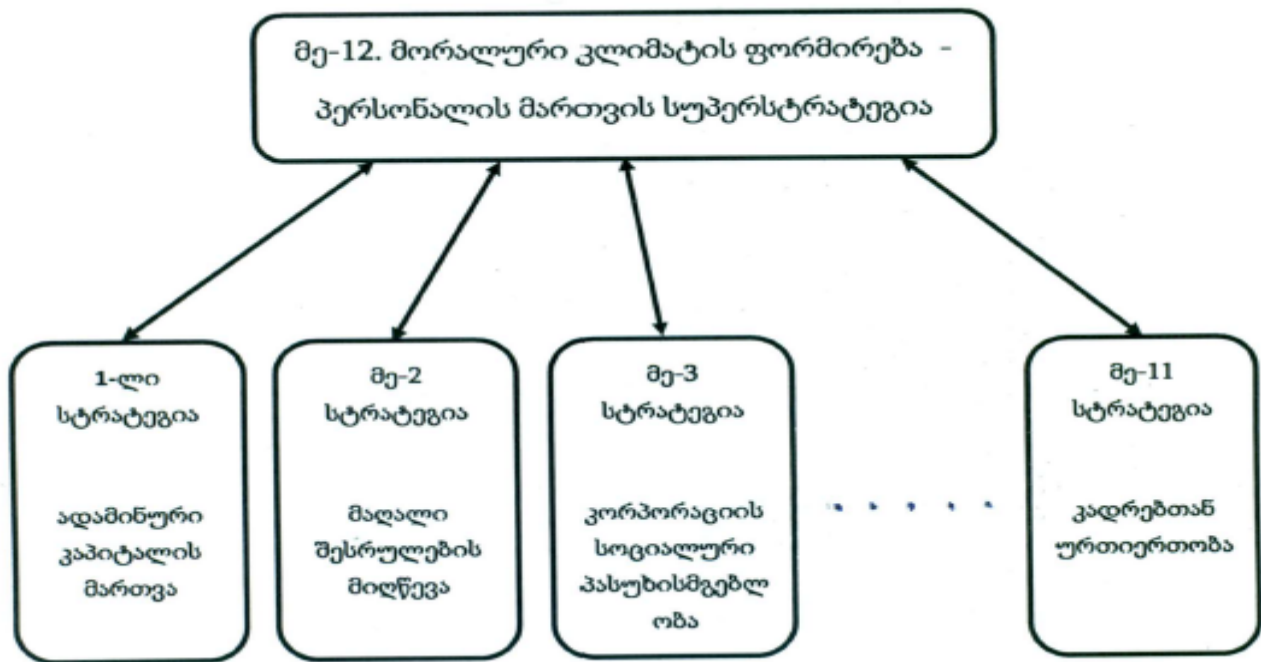 მე-12. მორალური კლიმატის ფორმირება -
პერსონალის მართვის სუპერსტრატეგია
1-ლი
სტრატეგია
ადამინური
კაპიტალის
მართვა
მე-2
სტრატეგია
მაღალი
შესრულების
მიღწევა
მე-3
სტრატეგია
კორპორაციის
სოციალური
პასუხისმგებლ
ობა
.....
მე-11
სტრატეგია
კადრებთან
ურთიერთობა